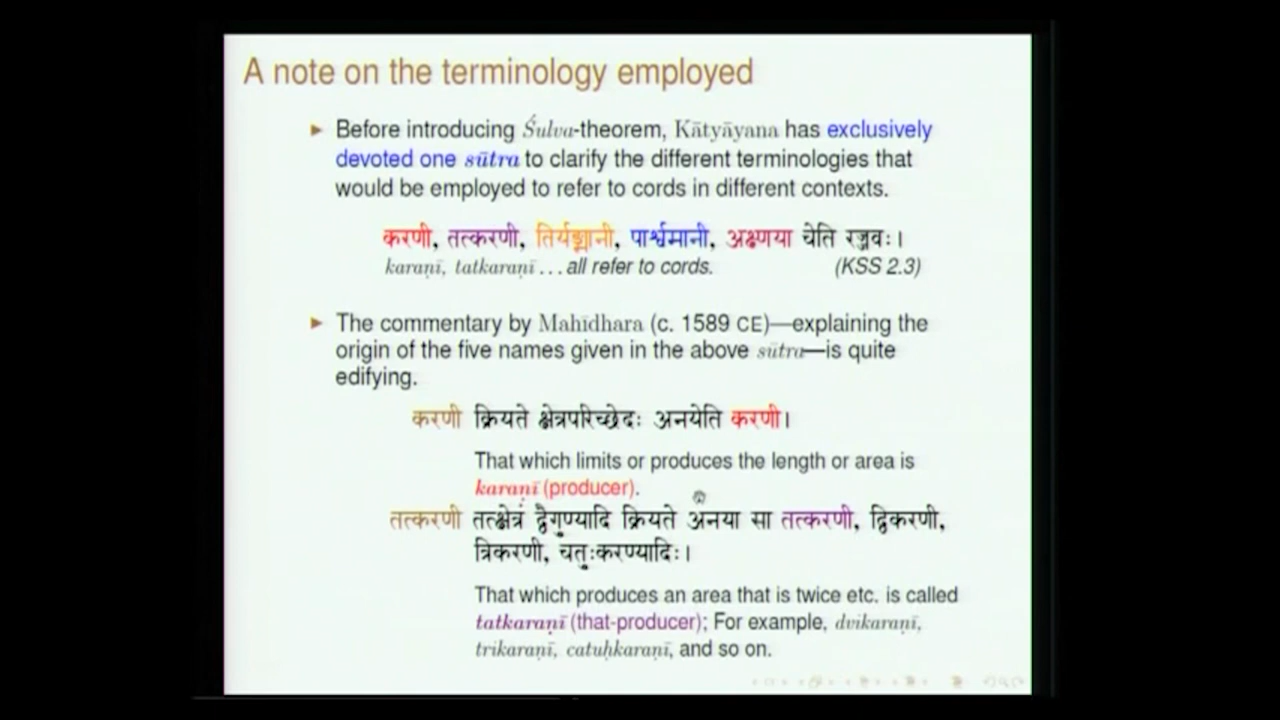 A note on the terminology employed
► Before introducing Śulva-theorem, Kātyāyana has exclusively
devoted one sūtra to clarify the different terminologies that
would be employed to refer to cords in different contexts.
करणी, तत्करणी, तिर्यङ्मानी, पार्श्वमानी, अक्ष्णया चेति रज्जवः।
karaṇī, tatkaraṇī ... all refer to cords. (KSS 2.3)
► The commentary by Mahīdhara (c. 1589 CE)—explaining the
origin of the five names given in the above sūtra—is quite
edifying.
करणी क्रियते क्षेत्रपरिच्छेदः अनयेति करणी।
That which limits or produces the length or area is
karaṇī (producer).
तत्करणी तत्क्षेत्रं द्वैगुण्यादि क्रियते अनया सा तत्करणी, द्विकरणी,
त्रिकरणी, चतुःकरण्यादिः।
That which produces an area that is twice etc. is called
tatkaraṇī (that-producer); For example, dvikaraṇī,
trikaraṇī, catuḥkaraṇī, and so on.